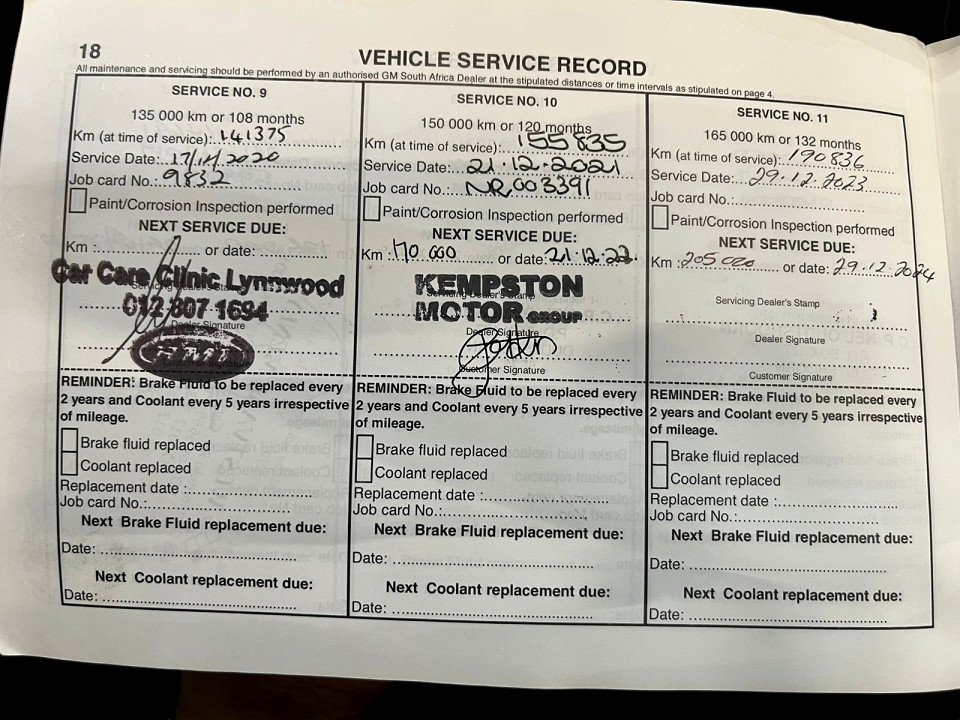 18
VEHICLE SERVICE RECORD
All maintenance and servicing should be performed by an authorised GM South Africa Dealer at the stipulated distances or time intervals as stipulated on page 4.
SERVICE NO. 9
135 000 km or 108 months
Km (at time of service):..141375
Service Date:..17/11/2020
Job card No.:..9832
Paint/Corrosion Inspection performed
NEXT SERVICE DUE:
Km :.................. or date:..................
Car Care Clinic Lynnwood
Servicing Dealer's Stamp
012 807 1694
Dealer Signature
Customer Signature
REMINDER: Brake Fluid to be replaced every
2 years and Coolant every 5 years irrespective
of mileage.
Brake fluid replaced
Coolant replaced
Replacement date :..................
Job card No.:..................
Next Brake Fluid replacement due:
Date: ..................
Next Coolant replacement due:
Date: ..................
SERVICE NO. 10
150 000 km or 120 months
Km (at time of service):..155835
Service Date:..21.12.2021
Job card No.:..NR003391
Paint/Corrosion Inspection performed
NEXT SERVICE DUE:
Km :.170 000 or date:.21.12.22.
KEMPSTON
Servicing Dealer's Stamp
MOTOR GROUP
Dealer Signature
Customer Signature
REMINDER: Brake Fluid to be replaced every
2 years and Coolant every 5 years irrespective
of mileage.
Brake fluid replaced
Coolant replaced
Replacement date :..................
Job card No.:..................
Next Brake Fluid replacement due:
Date: ..................
Next Coolant replacement due:
Date: ..................
SERVICE NO. 11
165 000 km or 132 months
Km (at time of service):..190836
Service Date:..29.12.2023
Job card No.:..................
Paint/Corrosion Inspection performed
NEXT SERVICE DUE:
Km :.205 000 or date: 29.12.2024
Servicing Dealer's Stamp
Dealer Signature
Customer Signature
REMINDER: Brake Fluid to be replaced every
2 years and Coolant every 5 years irrespective
of mileage.
Brake fluid replaced
Coolant replaced
Replacement date :..................
Job card No.:..................
Next Brake Fluid replacement due:
Date: ..................
Next Coolant replacement due:
Date: ..................